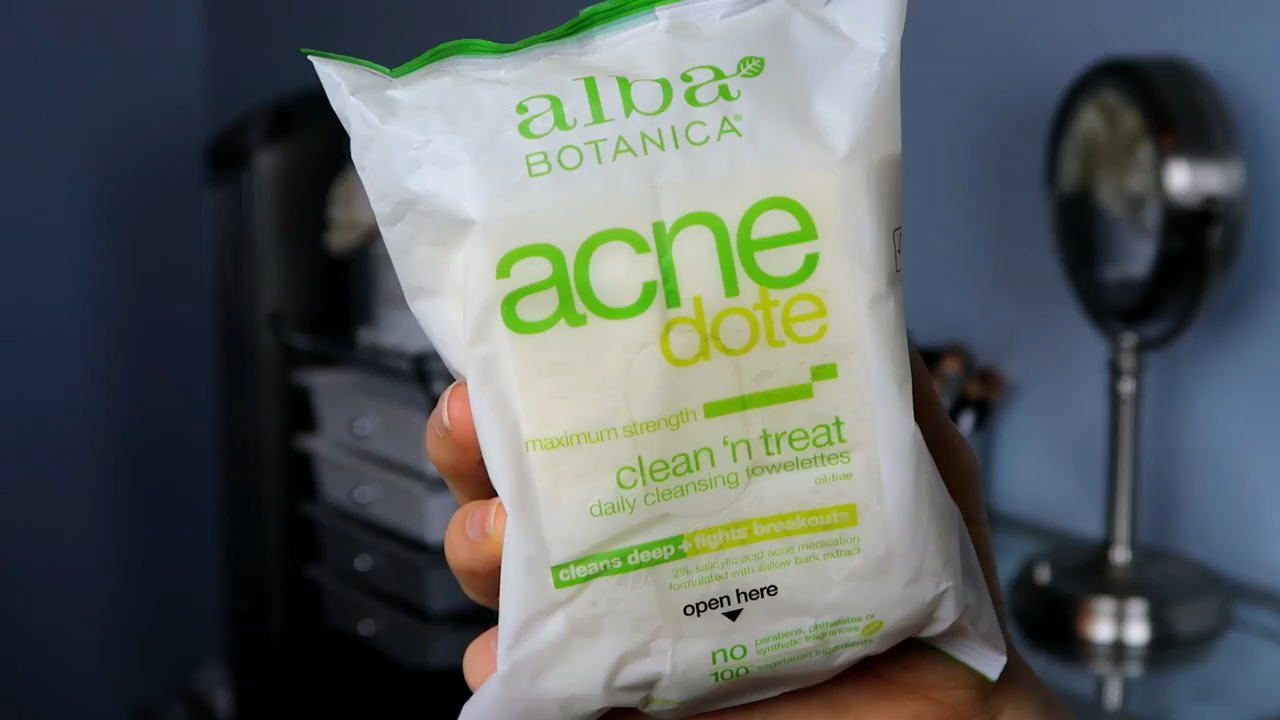 alba
BOTANICA®
acne
dote
maximum strength
clean 'n treat
daily cleansing towelettes
oil-free
cleans deep + fights breakouts
2% salicylic acid acne medication
formulated with willow bark extract
open here
no parabens, phthalates or
synthetic fragrances
100% vegetarian ingredients